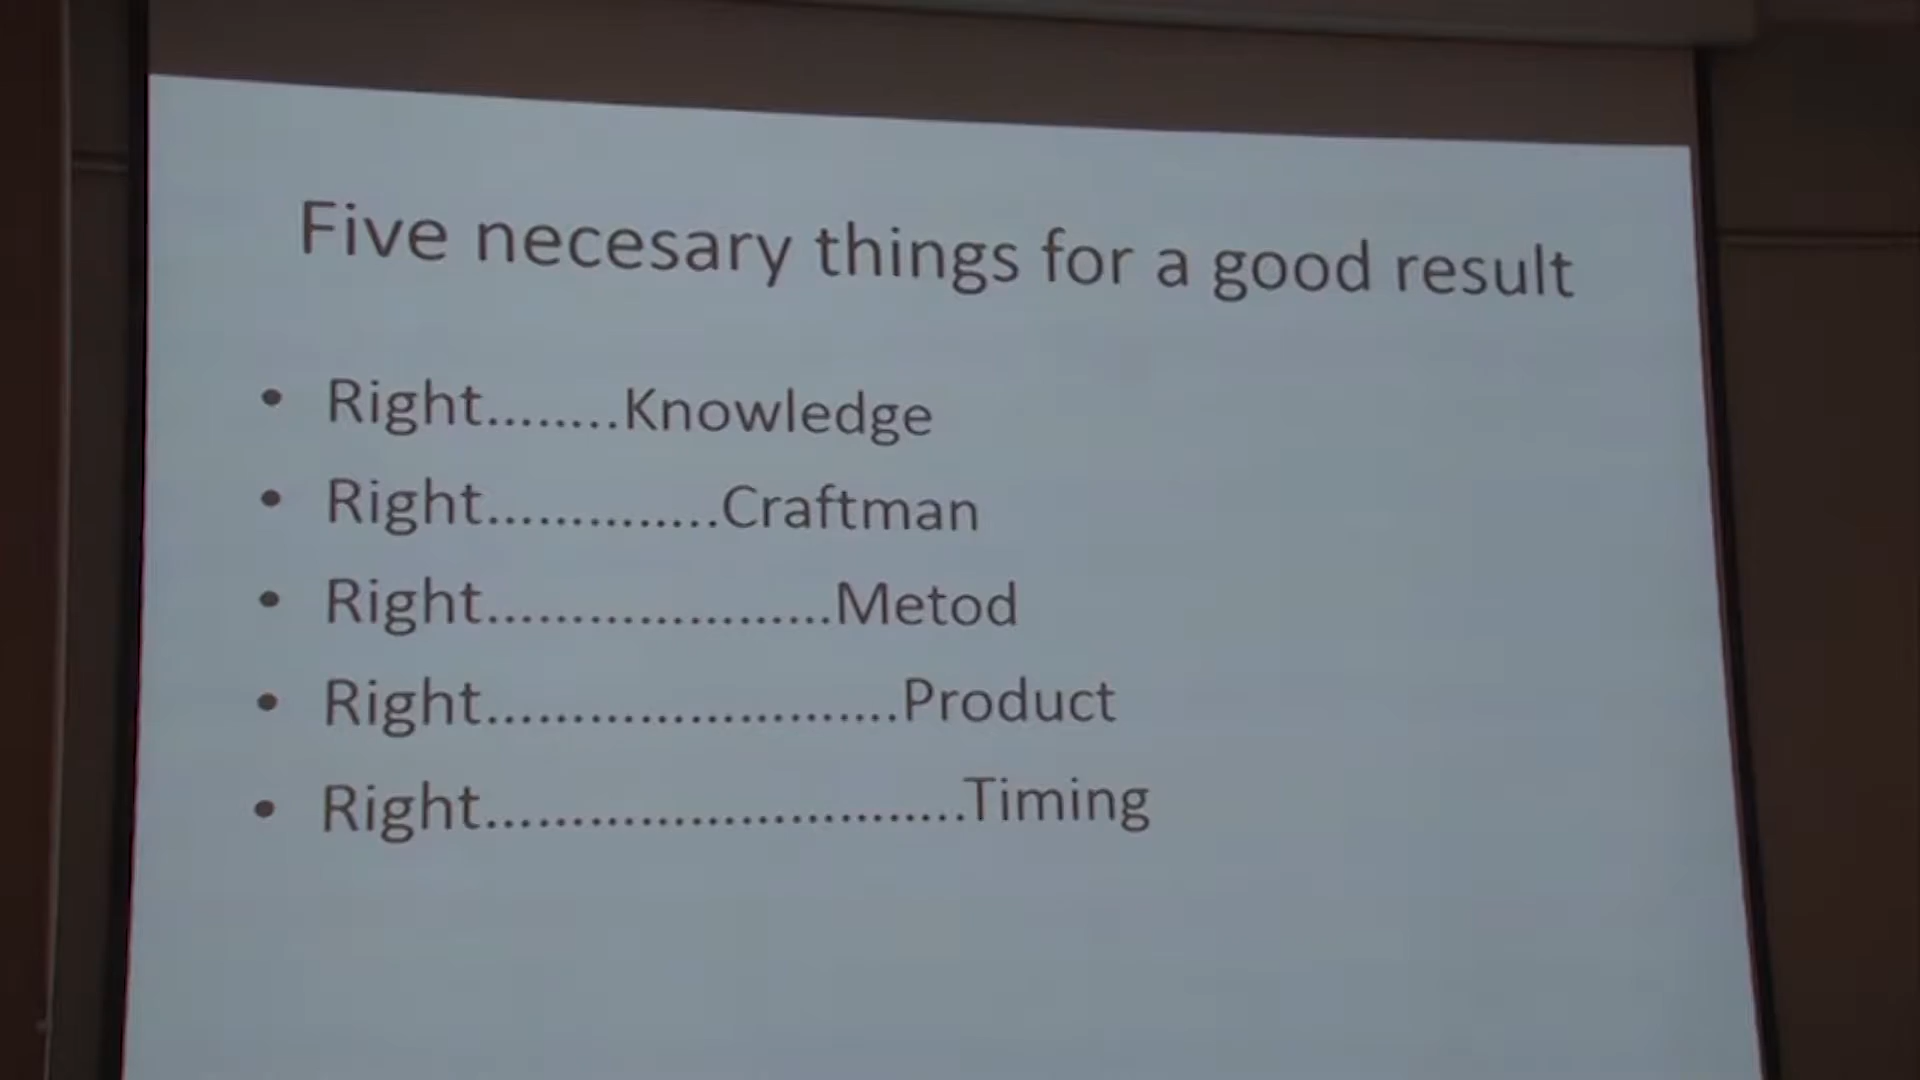 Five necesary things for a good result
• Right........Knowledge
• Right..............Craftman
• Right.....................Metod
• Right.........................Product
• Right.............................Timing